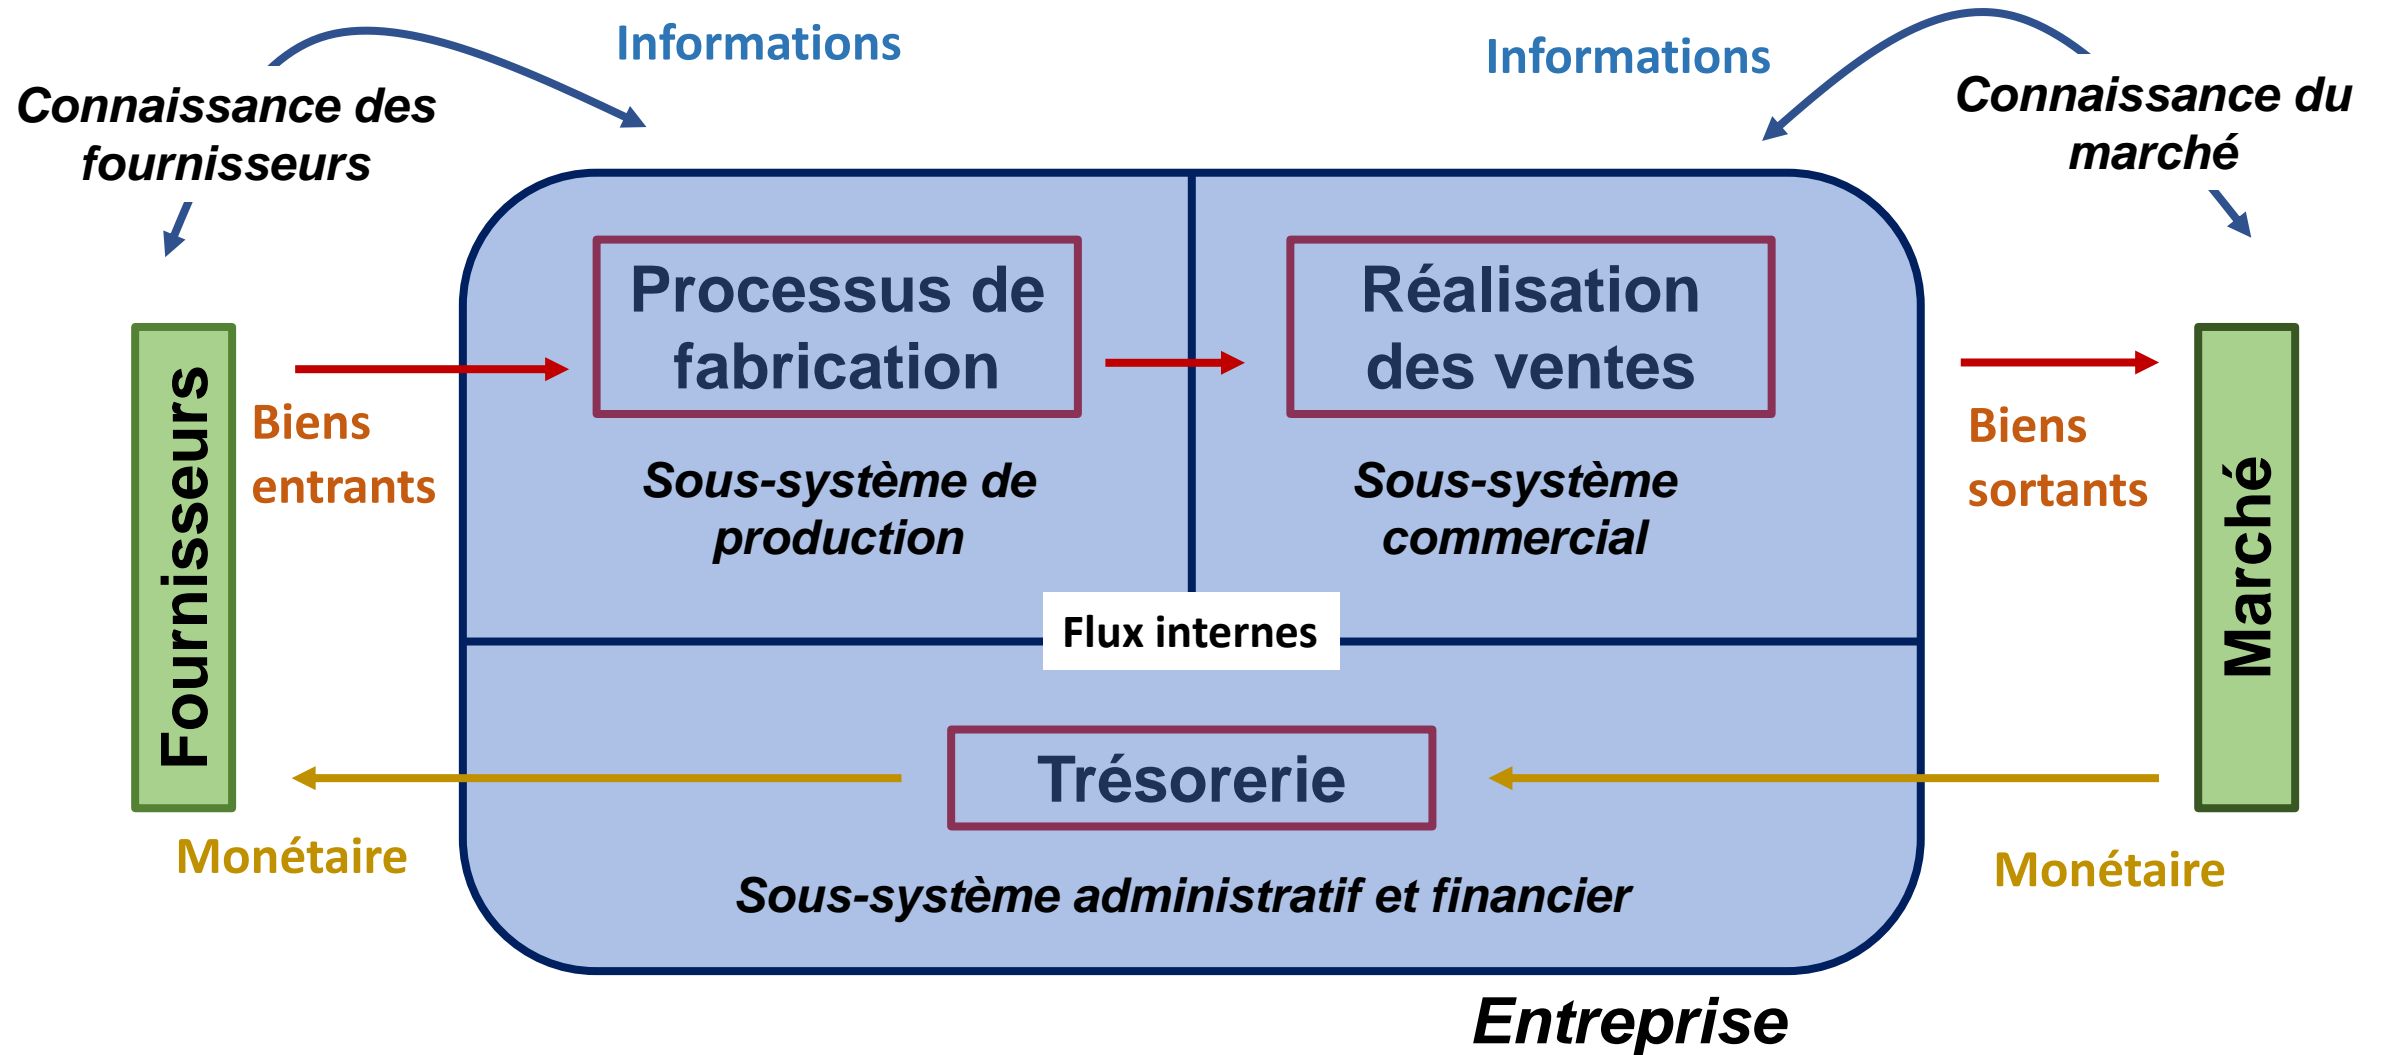 Informations
Informations
Connaissance des
fournisseurs
Connaissance du
marché
Processus de
fabrication
Réalisation
des ventes
Fournisseurs
Biens
entrants
Sous-système de
production
Sous-système
commercial
Biens
sortants
Marché
Flux internes
Trésorerie
Monétaire
Monétaire
Sous-système administratif et financier
Entreprise